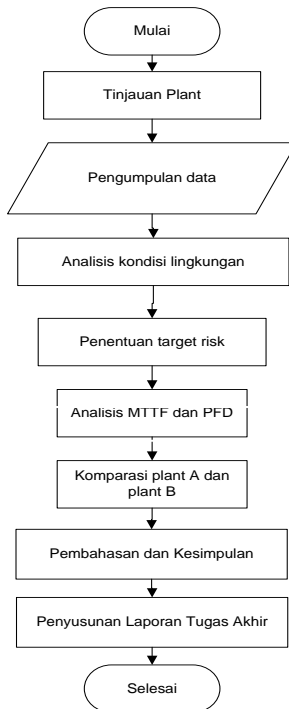 Mulai
Tinjauan Plant
Pengumpulan data
Analisis kondisi lingkungan
Penentuan target risk
Analisis MTTF dan PFD
Komparasi plant A dan
plant B
Pembahasan dan Kesimpulan
Penyusunan Laporan Tugas Akhir
Selesai